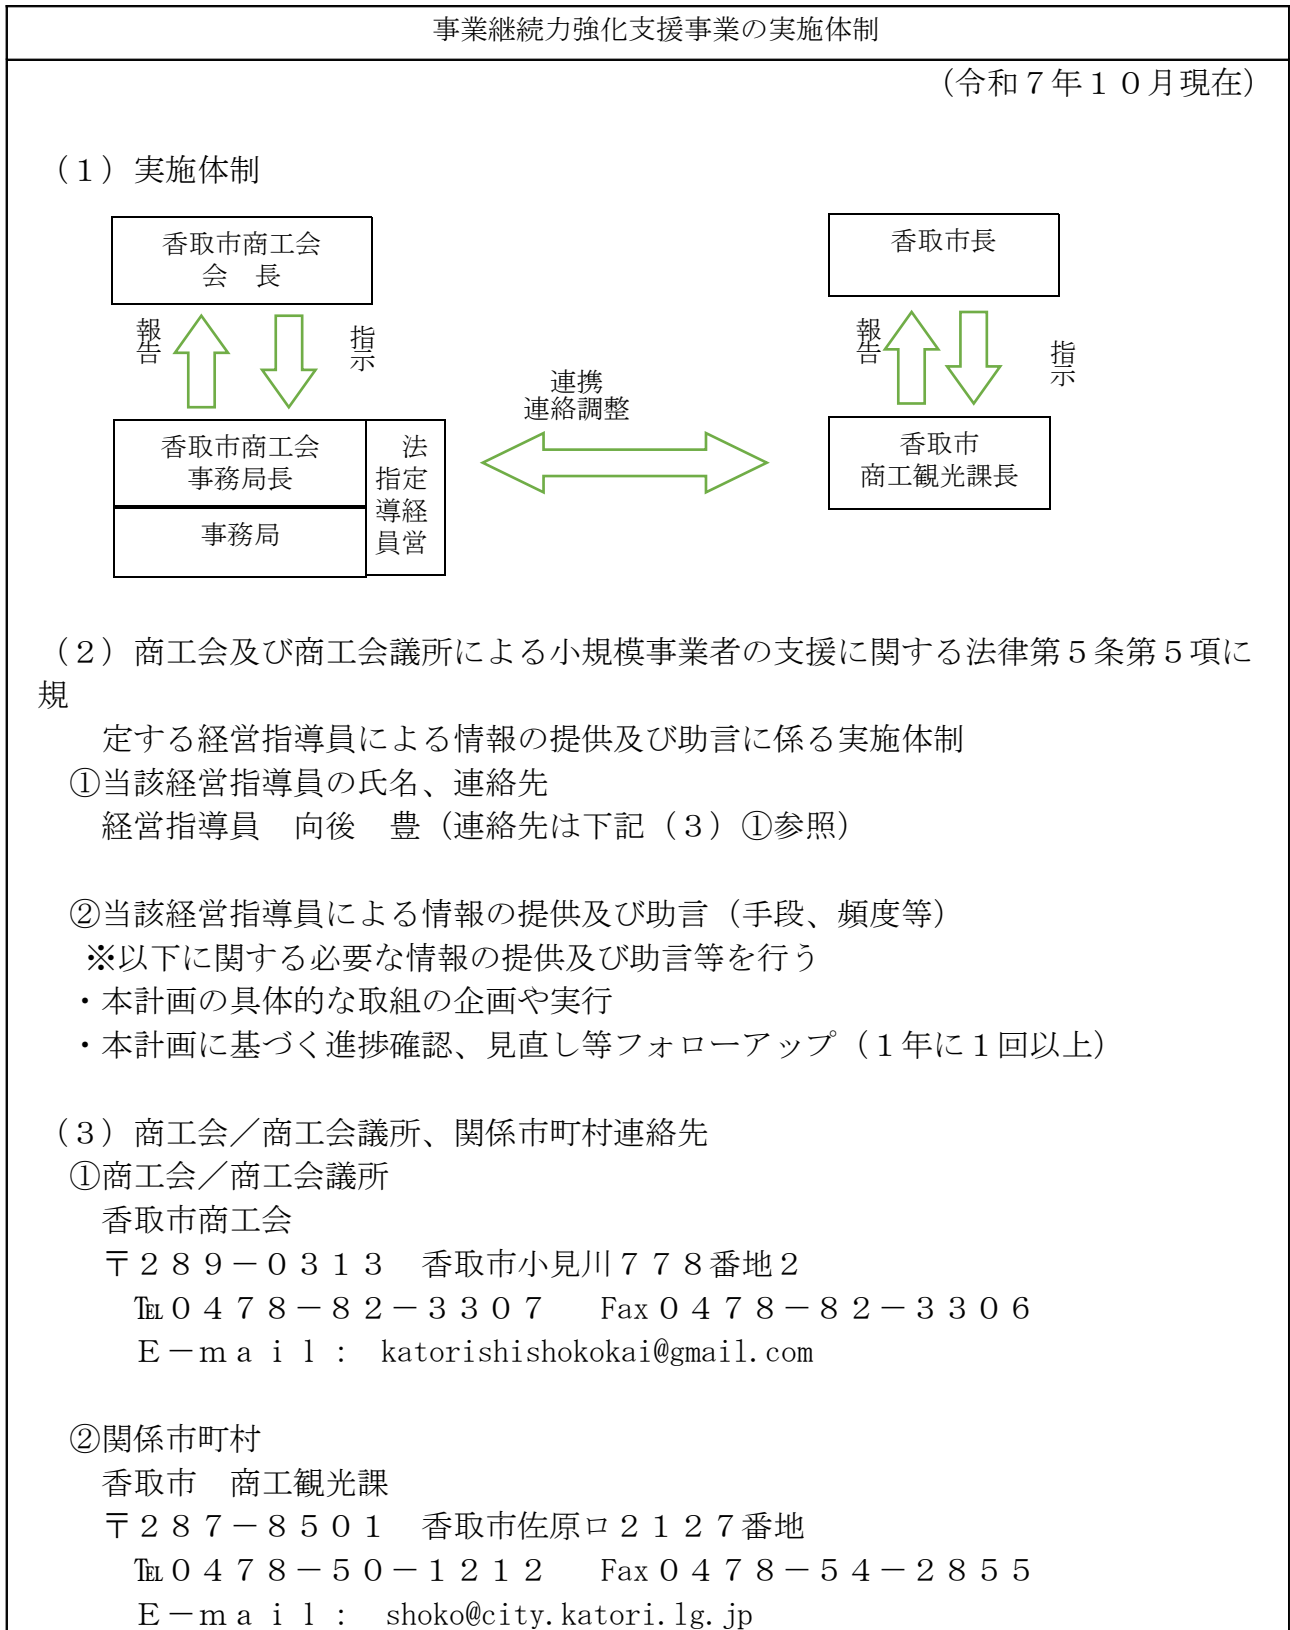 事業継続力強化支援事業の実施体制
（令和７年１０月現在）
（１）実施体制
香取市商工会
会　長
香取市長
報告
指示
報告
指示
連携
連絡調整
香取市商工会
事務局長
事務局
法
指定
導経
員営
香取市
商工観光課長
（２）商工会及び商工会議所による小規模事業者の支援に関する法律第５条第５項に
規
定する経営指導員による情報の提供及び助言に係る実施体制
①当該経営指導員の氏名、連絡先
経営指導員　向後　豊（連絡先は下記（３）①参照）
②当該経営指導員による情報の提供及び助言（手段、頻度等）
※以下に関する必要な情報の提供及び助言等を行う
・本計画の具体的な取組の企画や実行
・本計画に基づく進捗確認、見直し等フォローアップ（１年に１回以上）
（３）商工会／商工会議所、関係市町村連絡先
①商工会／商工会議所
香取市商工会
〒２８９－０３１３　香取市小見川７７８番地２
℡０４７８－８２－３３０７　Fax０４７８－８２－３３０６
Ｅ－ｍａｉｌ：　katorishishokokai@gmail.com
②関係市町村
香取市　商工観光課
〒２８７－８５０１　香取市佐原ロ２１２７番地
℡０４７８－５０－１２１２　Fax０４７８－５４－２８５５
Ｅ－ｍａｉｌ：　shoko@city.katori.lg.jp